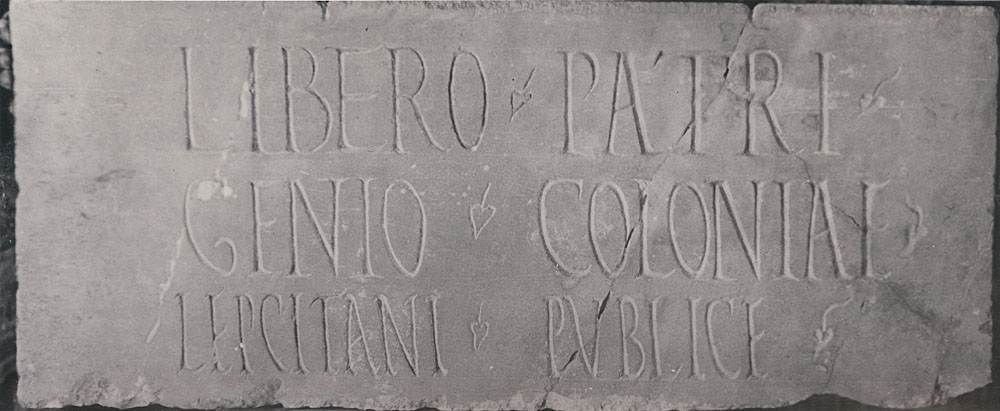 LIBERO ❦ PATRI ❦
GENIO ❦ COLONIAE ❦
LEPCITANI ❦ PVBLICE ❦